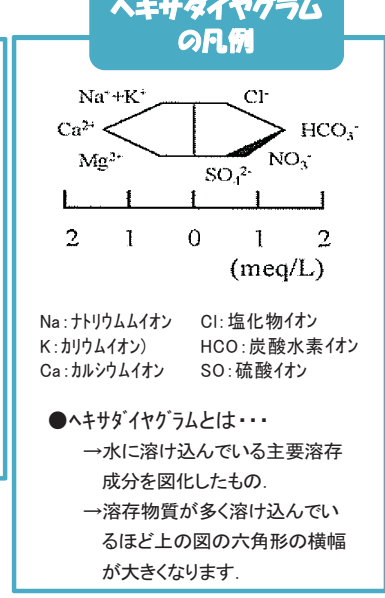 ヘキサダイヤグラム
の凡例
Na⁺+K⁺ Cl⁻
Ca²⁺ HCO₃⁻
Mg²⁺ NO₃⁻
SO₄²⁻
2 1 0 1 2
(meq/L)
Na:ナトリウムムイオン Cl:塩化物イオン
K:カリウムイオン) HCO:炭酸水素イオン
Ca:カルシウムイオン SO:硫酸イオン
●ヘキサダイヤグラムとは・・・
→水に溶け込んでいる主要溶存
成分を図化したもの.
→溶存物質が多く溶け込んでい
るほど上の図の六角形の横幅
が大きくなります.